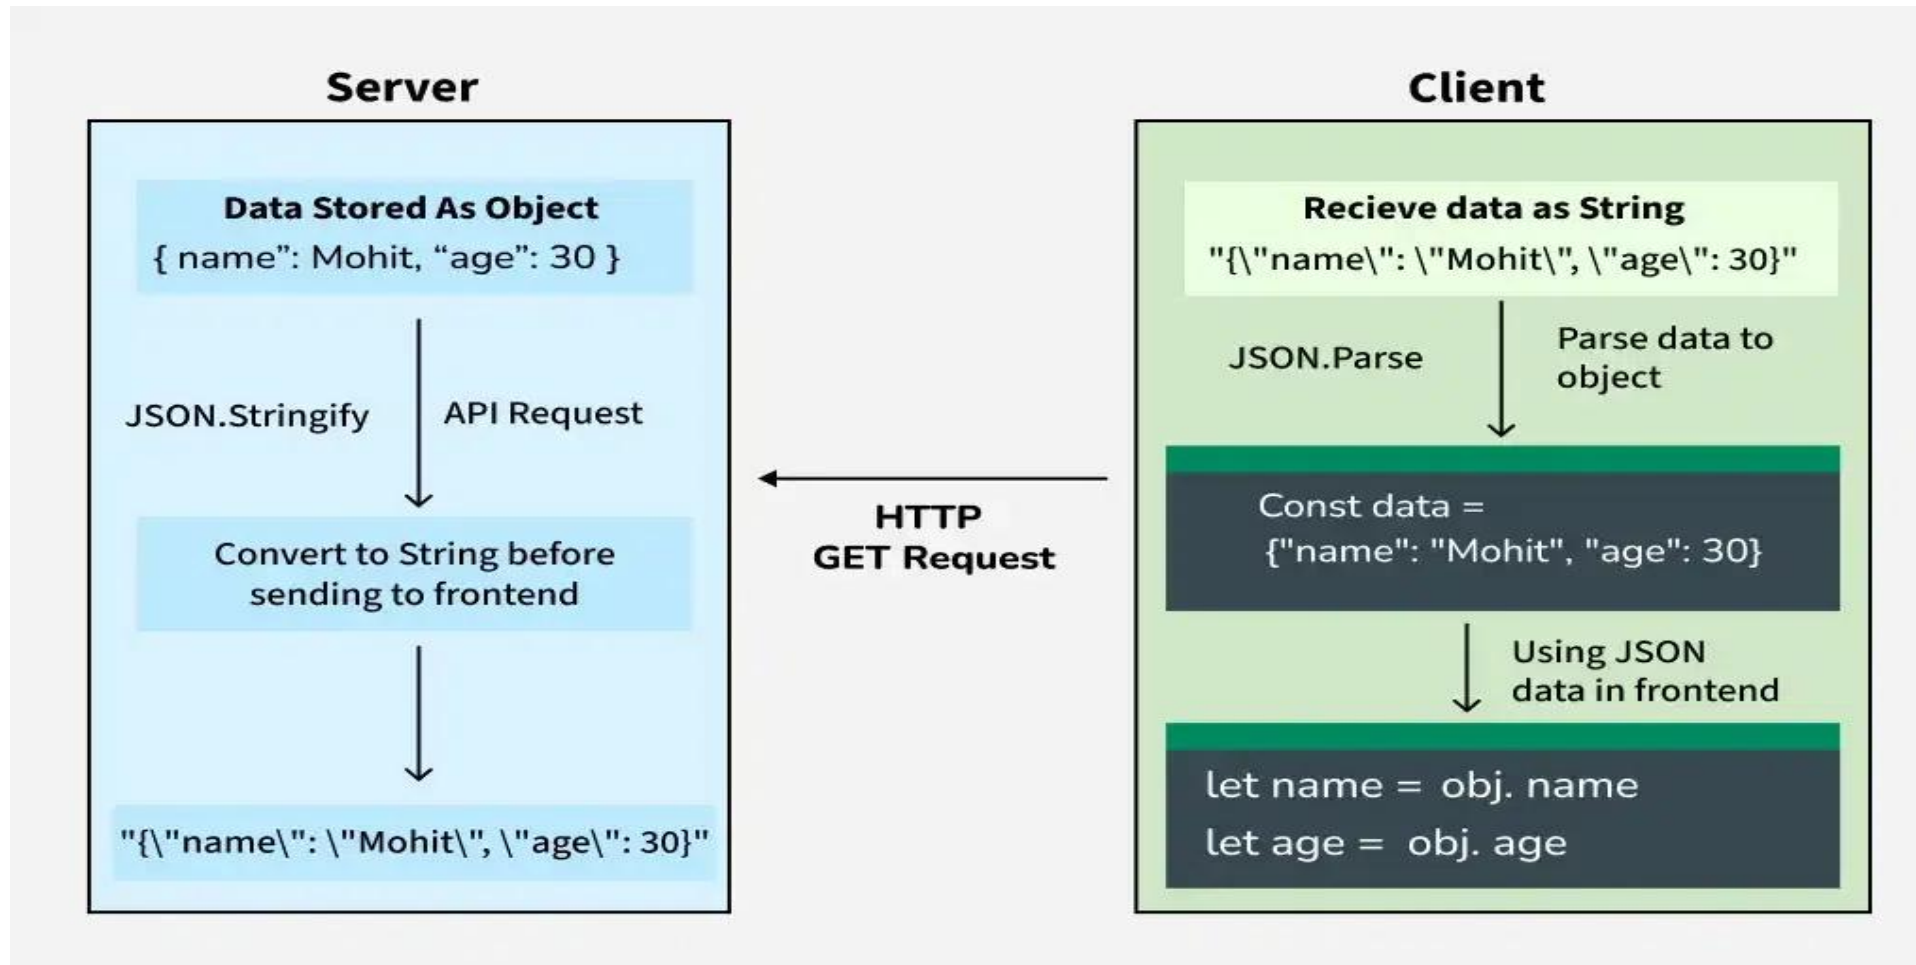 Server
Data Stored As Object
{ name”: Mohit, “age”: 30 }
JSON.Stringify
API Request
Convert to String before
sending to frontend
"{\"name\": \"Mohit\", \"age\": 30}"
HTTP
GET Request
Client
Recieve data as String
"{\"name\": \"Mohit\", \"age\": 30}"
JSON.Parse
Parse data to
object
Const data =
{"name": "Mohit", "age": 30}
Using JSON
data in frontend
let name = obj. name
let age = obj. age